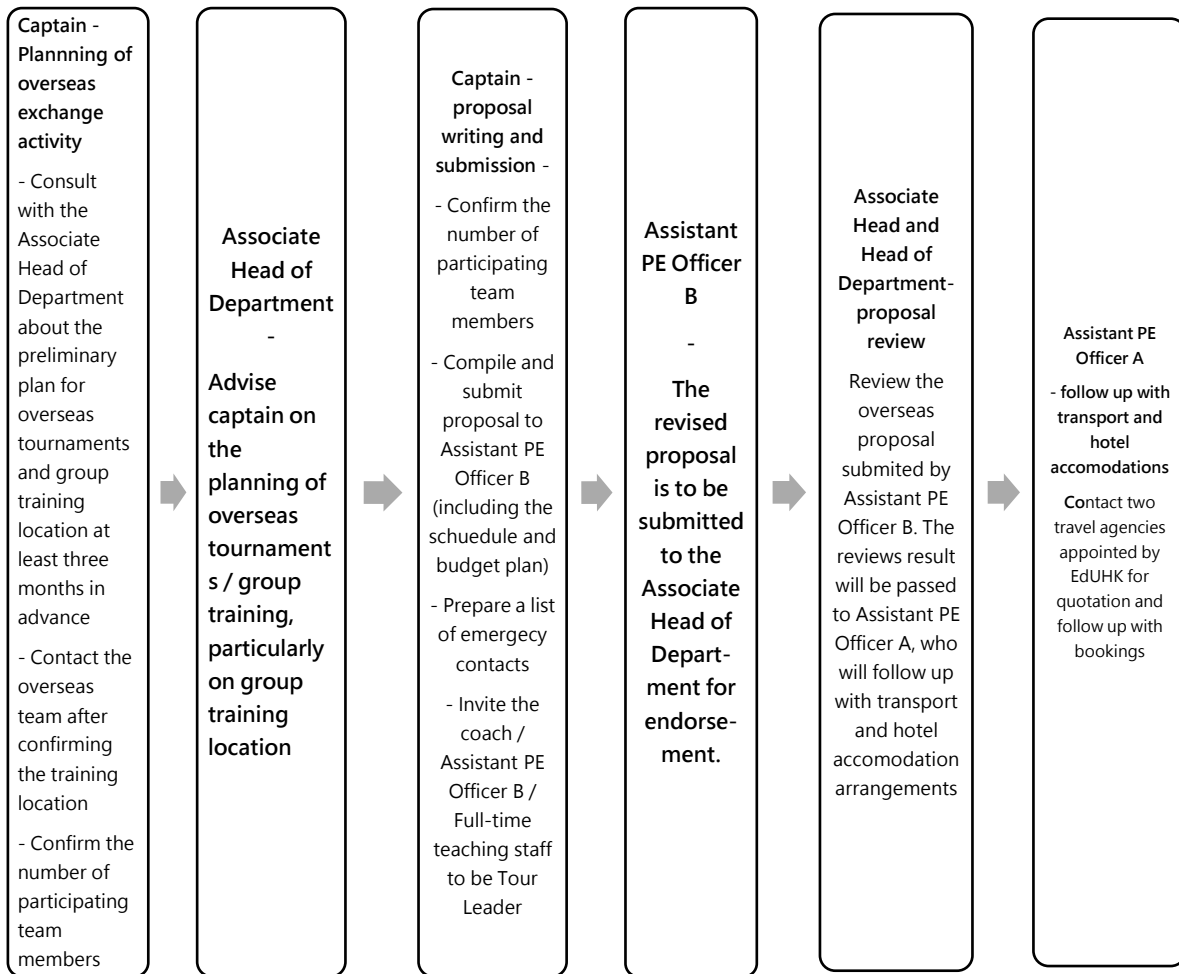 Captain -
Plannning of
overseas
exchange
activity
- Consult
with the
Associate
Head of
Department
about the
preliminary
plan for
overseas
tournaments
and group
training
location at
least three
months in
advance
- Contact the
overseas
team after
confirming
the training
location
- Confirm the
number of
participating
team
members
Associate
Head of
Department
-
Advise
captain on
the
planning of
overseas
tournament
s / group
training,
particularly
on group
training
location
Captain -
proposal
writing and
submission -
- Confirm the
number of
participating
team
members
- Compile and
submit
proposal to
Assistant PE
Officer B
(including the
schuedule and
budget plan)
- Prepare a list
of emergecy
contacts
- Invite the
coach /
Assistant PE
Officer B /
Full-time
teaching staff
to be Tour
Leader
Assistant
PE Officer
B
-
The
revised
proposal
is to be
submitted
to the
Associate
Head of
Depart-
ment for
endorse-
ment.
Associate
Head and
Head of
Department-
proposal
review
Review the
overseas
proposal
submited by
Assistant PE
Officer B. The
reviews result
will be passed
to Assistant PE
Officer A, who
will follow up
with transport
and hotel
accomodation
arrangements
Assistant PE
Officer A
- follow up with
transport and
hotel
accomodations
Contact two
travel agencies
appointed by
EdUHK for
quotation and
follow up with
bookings